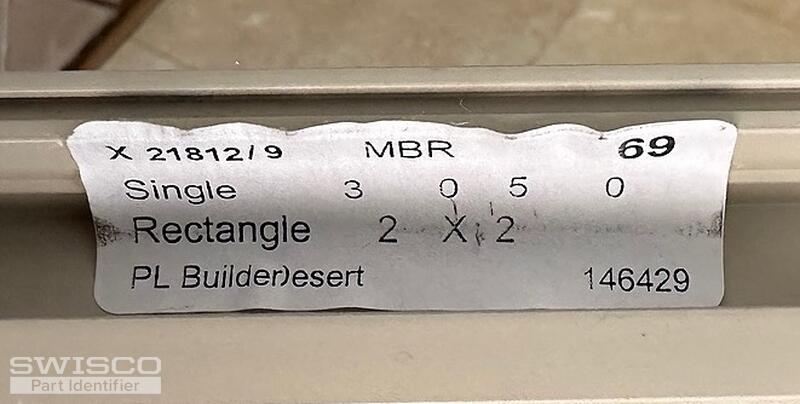 X 21812/9 MBR 69
Single 3 0 5 0
Rectangle 2 X 2
PL Builder)esert 146429
SWISCO
Part Identifier